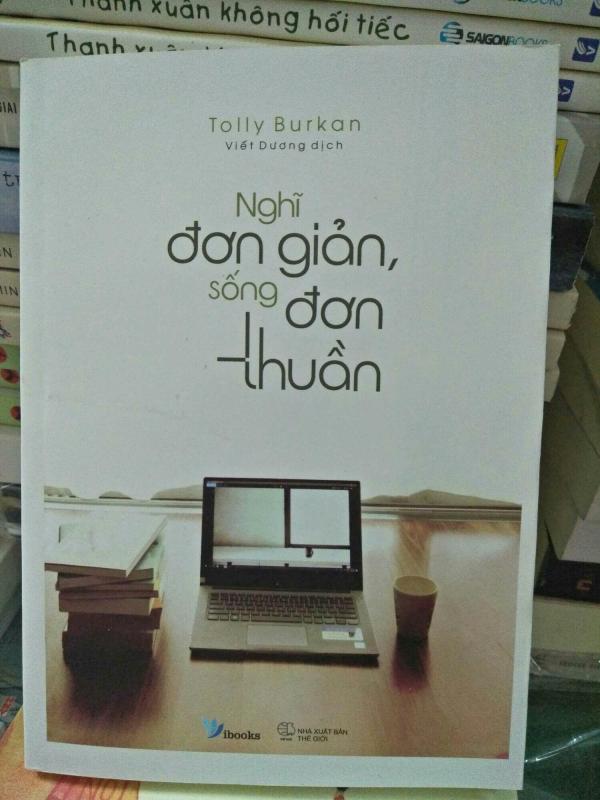 Thanh xuân không hối tiếc
SAIGONBOOKS
Thanh xuân
Tolly Burkan
Viết Dương dịch
Nghĩ
đơn giản,
sống đơn
thuần
ibooks
NHÀ XUẤT BẢN
THẾ GIỚI